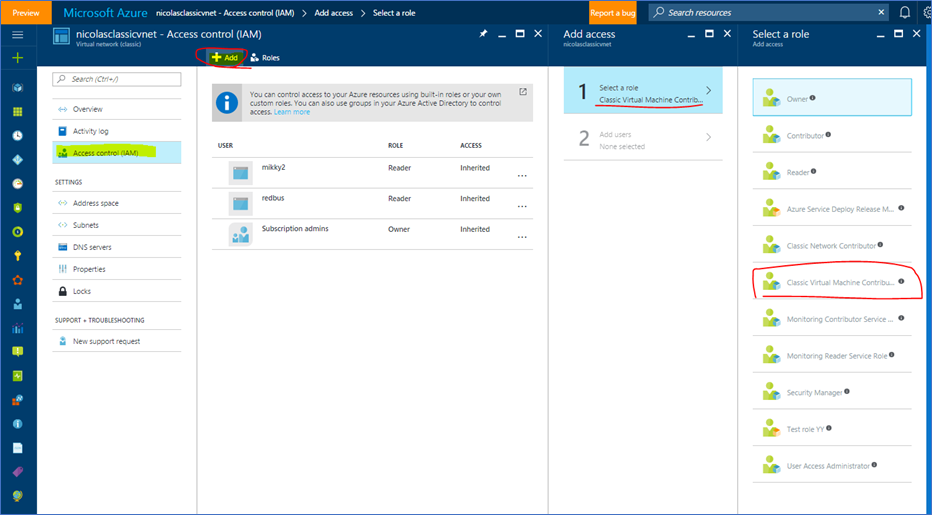 Preview
Microsoft Azure
nicolasclassicvnet - Access control (IAM) > Add access > Select a role
Report a bug
Search resources
nicolasclassicvnet - Access control (IAM)
Virtual network (classic)
Add
Roles
Search (Ctrl+/)
Overview
Activity log
Access control (IAM)
SETTINGS
Address space
Subnets
DNS servers
Properties
Locks
SUPPORT + TROUBLESHOOTING
New support request
You can control access to your Azure resources using built-in roles or your own
custom roles. You can also use groups in your Azure Active Directory to control
access. Learn more
USER ROLE ACCESS
mikky2 Reader Inherited ...
redbus Reader Inherited ...
Subscription admins Owner Inherited ...
Add access
nicolasclassicvnet
1 Select a role
Classic Virtual Machine Contrib...
2 Add users
None selected
Select a role
Add access
Owner
Contributor
Reader
Azure Service Deploy Release M...
Classic Network Contributor
Classic Virtual Machine Contribu...
Monitoring Contributor Service ...
Monitoring Reader Service Role
Security Manager
Test role YY
User Access Administrator